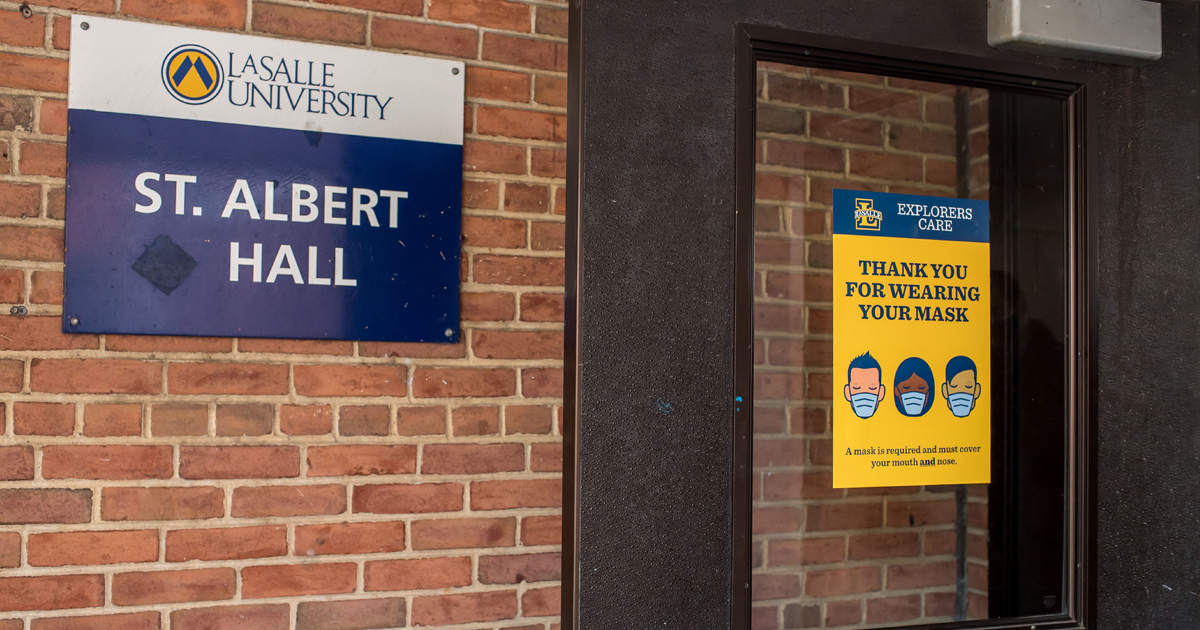 LASALLE
UNIVERSITY
ST. ALBERT
HALL
L
LASALLE
EXPLORERS
CARE
THANK YOU
FOR WEARING
YOUR MASK
A mask is required and must cover
your mouth and nose.